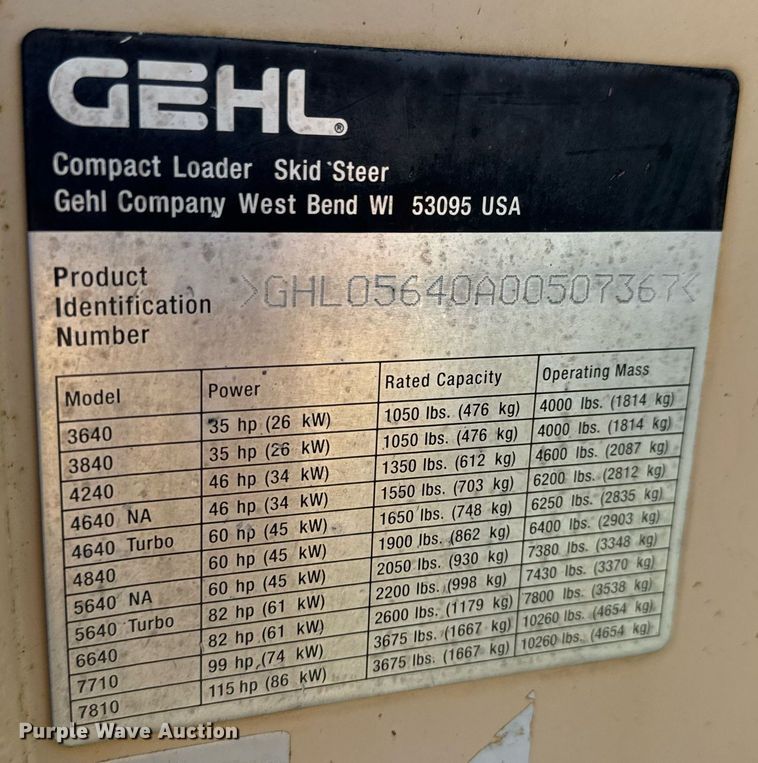 GEHL®
Compact Loader Skid Steer
Gehl Company West Bend WI 53095 USA
Product
Identification
Number
>GHL05640A00507367<
Model Power Rated Capacity Operating Mass
3640 35 hp (26 kW) 1050 lbs. (476 kg) 4000 lbs. (1814 kg)
3840 35 hp (26 kW) 1050 lbs. (476 kg) 4000 lbs. (1814 kg)
4240 46 hp (34 kW) 1350 lbs. (612 kg) 4600 lbs. (2087 kg)
4640 NA 46 hp (34 kW) 1550 lbs. (703 kg) 6200 lbs. (2812 kg)
4640 Turbo 60 hp (45 kW) 1650 lbs. (748 kg) 6250 lbs. (2835 kg)
4840 60 hp (45 kW) 1900 lbs. (862 kg) 6400 lbs. (2903 kg)
5640 NA 60 hp (45 kW) 2050 lbs. (930 kg) 7380 lbs. (3348 kg)
5640 Turbo 82 hp (61 kW) 2200 lbs. (998 kg) 7430 lbs. (3370 kg)
6640 82 hp (61 kW) 2600 lbs. (1179 kg) 7800 lbs. (3538 kg)
7710 99 hp (74 kW) 3675 lbs. (1667 kg) 10260 lbs. (4654 kg)
7810 115 hp (86 kW) 3675 lbs. (1667 kg) 10260 lbs. (4654 kg)
Purple Wave Auction